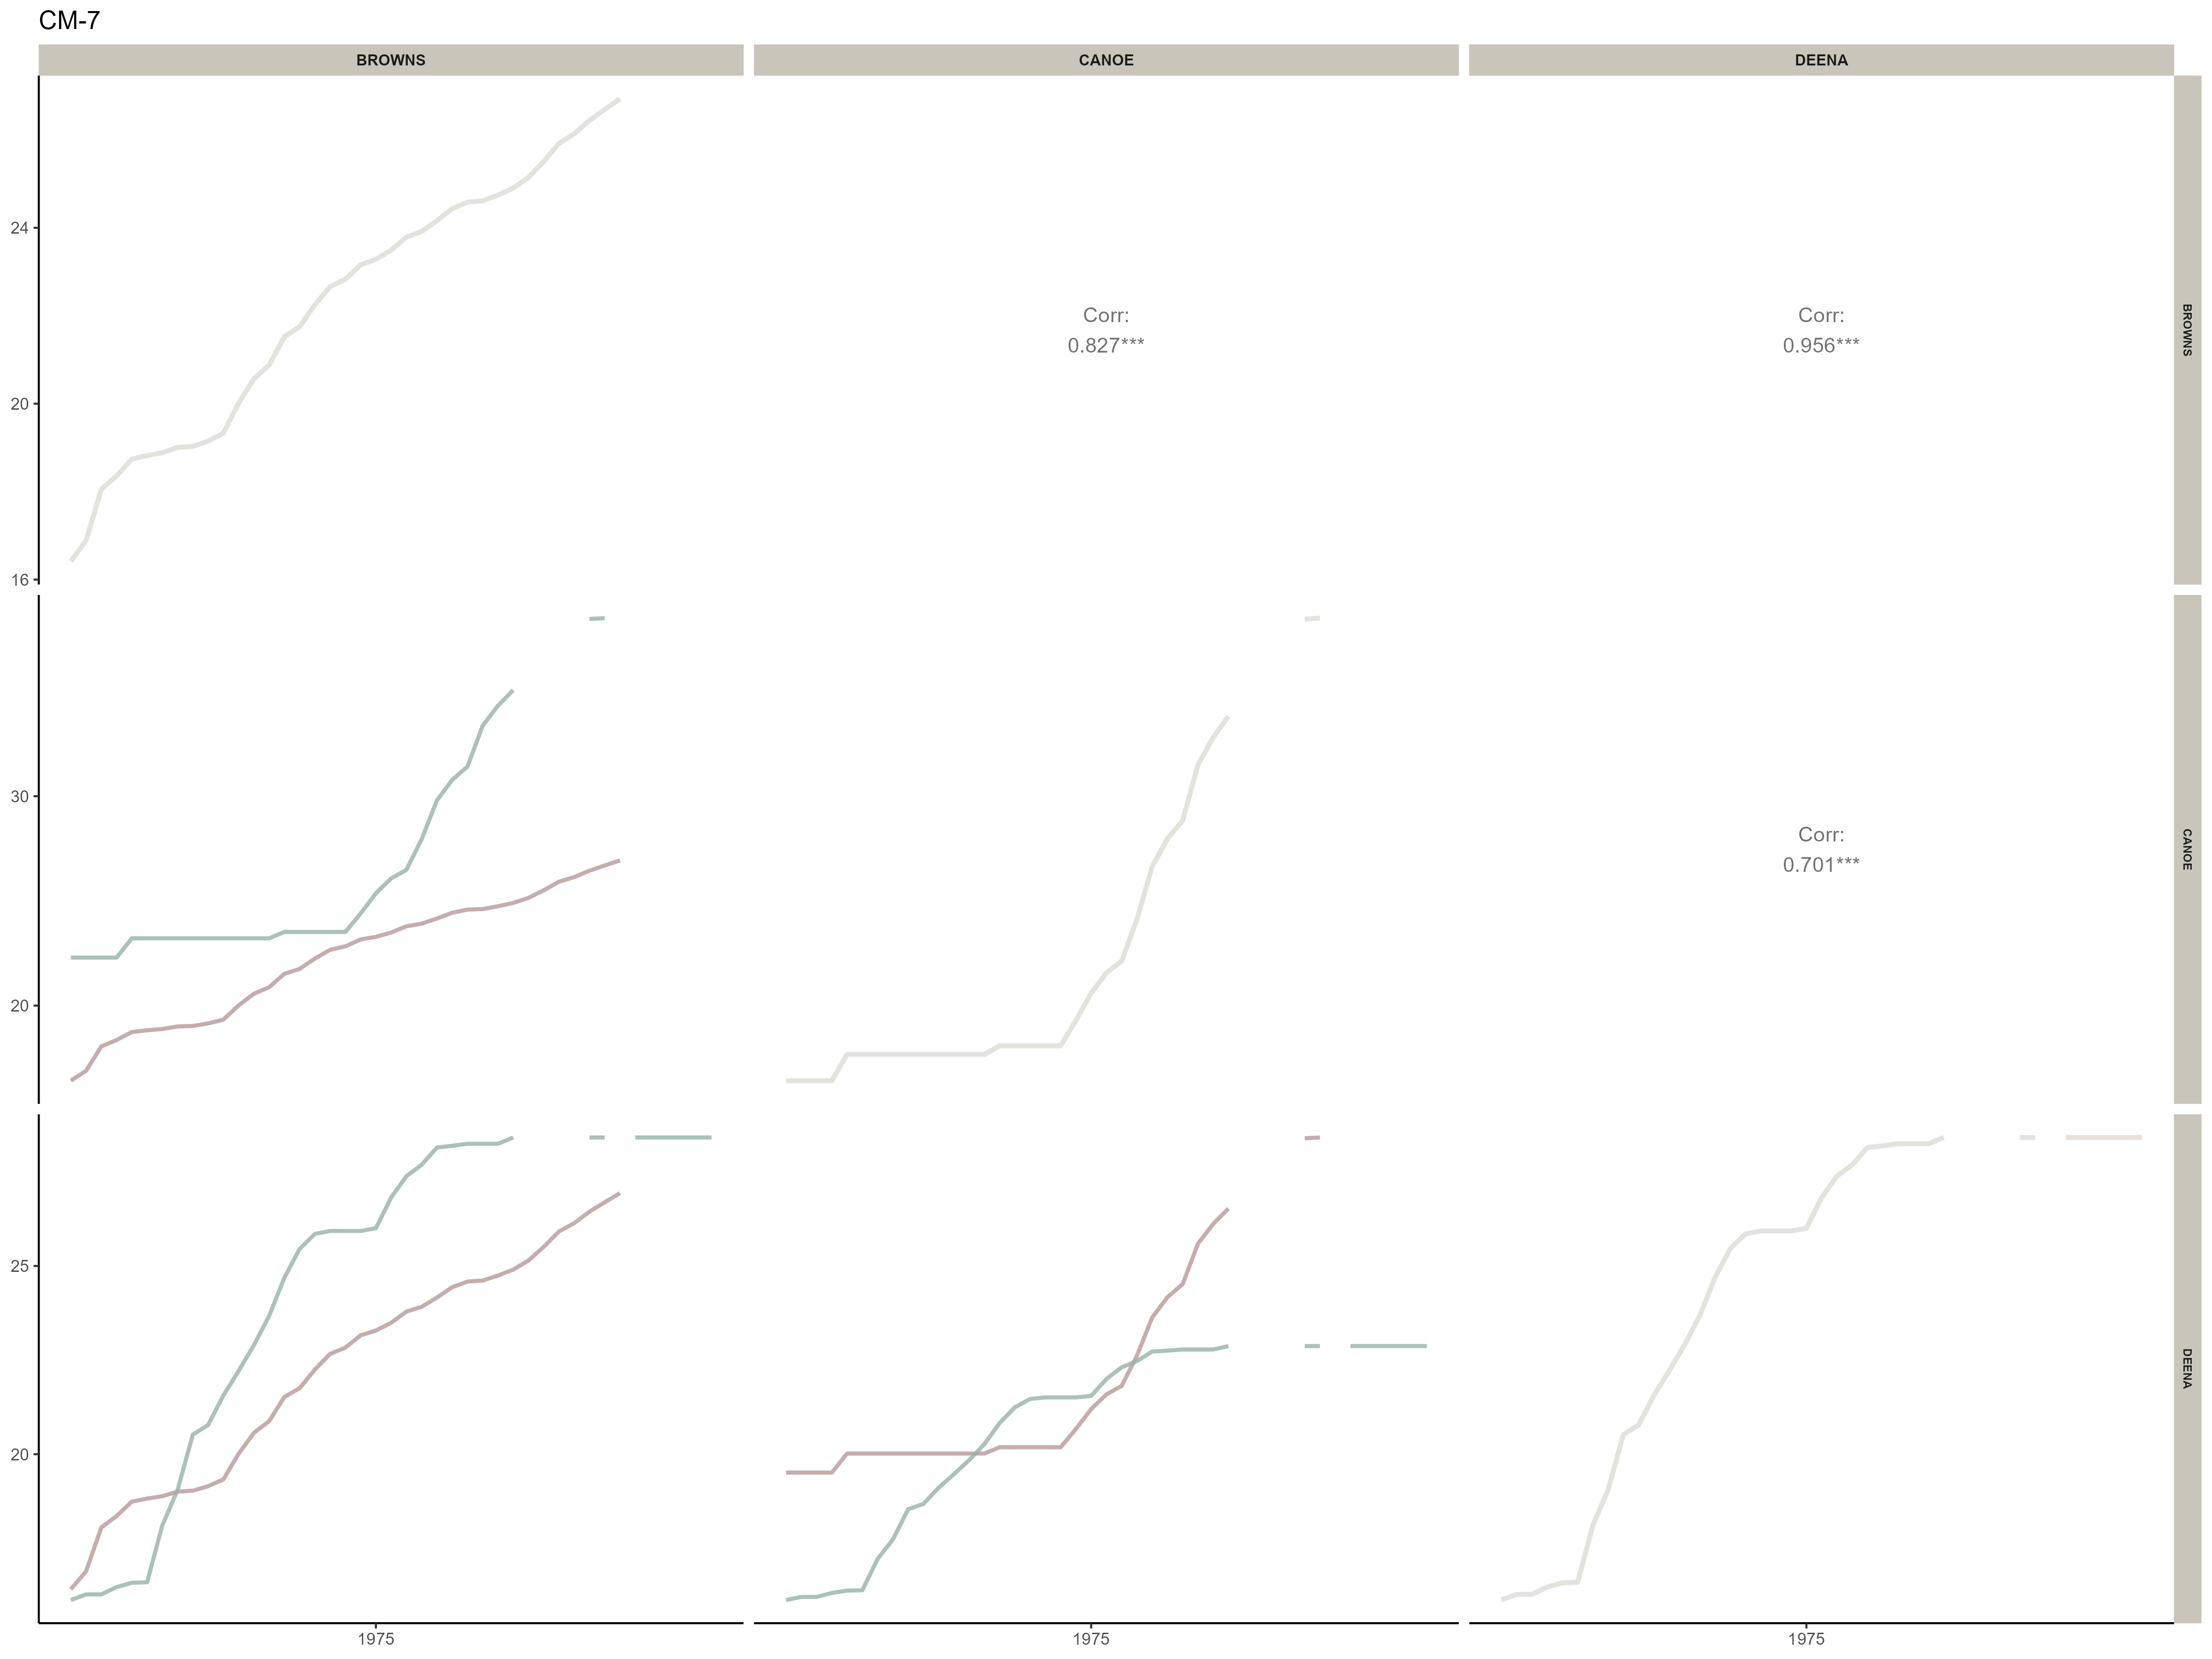 CM-7
BROWNS
CANOE
DEENA
24
20
16
Corr:
0.827***
Corr:
0.956***
BROWNS
30
20
Corr:
0.701***
CANOE
25
20
DEENA
1975
1975
1975